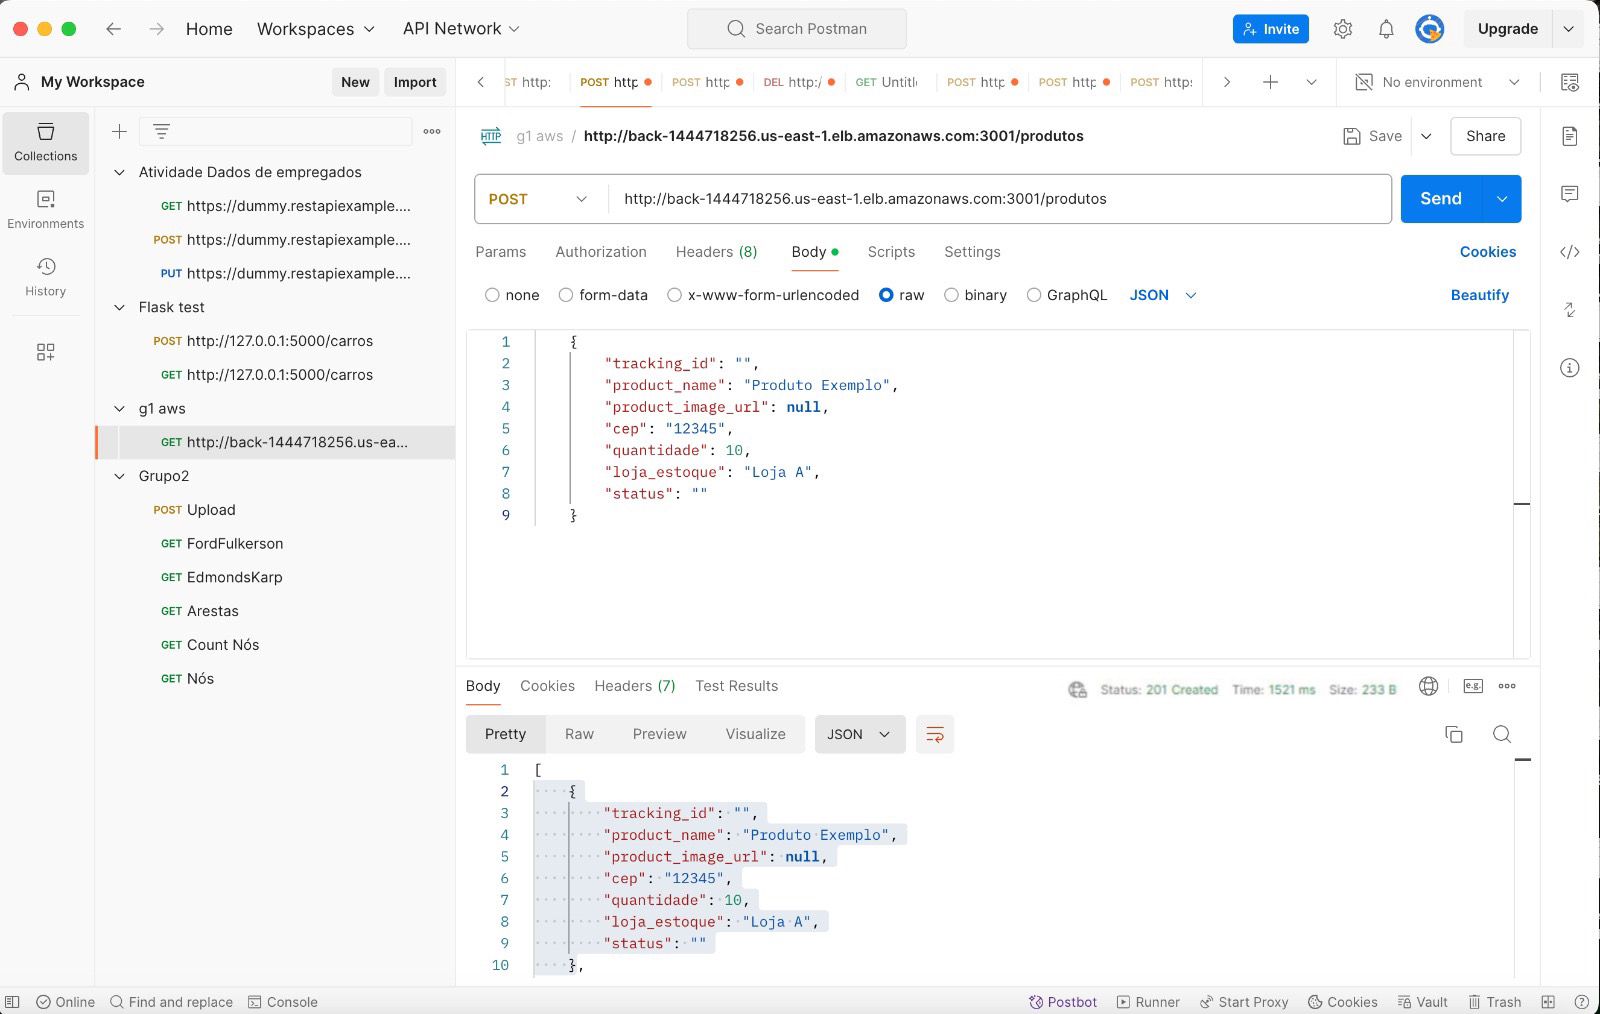 Home
Workspaces
API Network
Search Postman
Invite
Upgrade
My Workspace
New
Import
ST http:
POST http
POST http
DEL http:/
GET Untitl
POST http
POST http
POST https
No environment
Collections
Environments
History
Atividade Dados de empregados
GET https://dummy.restapiexample....
POST https://dummy.restapiexample....
PUT https://dummy.restapiexample....
Flask test
POST http://127.0.0.1:5000/carros
GET http://127.0.0.1:5000/carros
g1 aws
GET http://back-1444718256.us-ea...
Grupo2
POST Upload
GET FordFulkerson
GET EdmondsKarp
GET Arestas
GET Count Nós
GET Nós
HTTP g1 aws / http://back-1444718256.us-east-1.elb.amazonaws.com:3001/produtos
Save
Share
POST
http://back-1444718256.us-east-1.elb.amazonaws.com:3001/produtos
Send
Params Authorization Headers (8) Body Scripts Settings
Cookies
none form-data x-www-form-urlencoded raw binary GraphQL JSON
Beautify
1 {
2 "tracking_id": "",
3 "product_name": "Produto Exemplo",
4 "product_image_url": null,
5 "cep": "12345",
6 "quantidade": 10,
7 "loja_estoque": "Loja A",
8 "status": ""
9 }
Body Cookies Headers (7) Test Results
Status: 201 Created Time: 1521 ms Size: 233 B
e.g.
Pretty Raw Preview Visualize JSON
1 [
2 {
3 "tracking_id": "",
4 "product_name": "Produto Exemplo",
5 "product_image_url": null,
6 "cep": "12345",
7 "quantidade": 10,
8 "loja_estoque": "Loja A",
9 "status": ""
10 },
Online
Find and replace
Console
Postbot
Runner
Start Proxy
Cookies
Vault
Trash